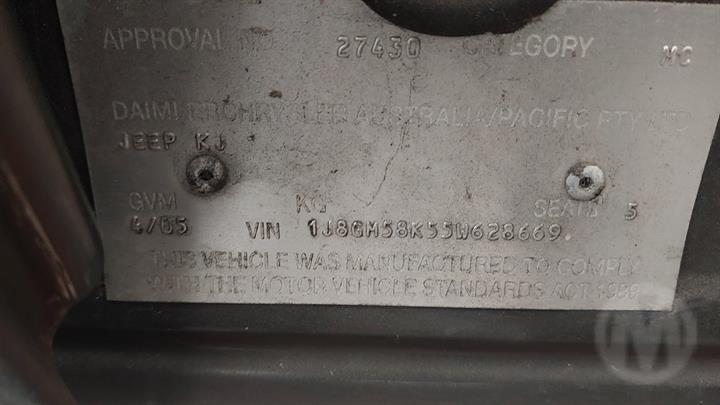 APPROVAL NO. 27430 CATEGORY MC
DAIMLERCHRYSLER AUSTRALIA/PACIFIC PTY LTD
JEEP KJ
GVM KG SEATS 5
4/05 VIN 1J8GM58K55W628669
THIS VEHICLE WAS MANUFACTURED TO COMPLY
WITH THE MOTOR VEHICLE STANDARDS ACT 1989
M